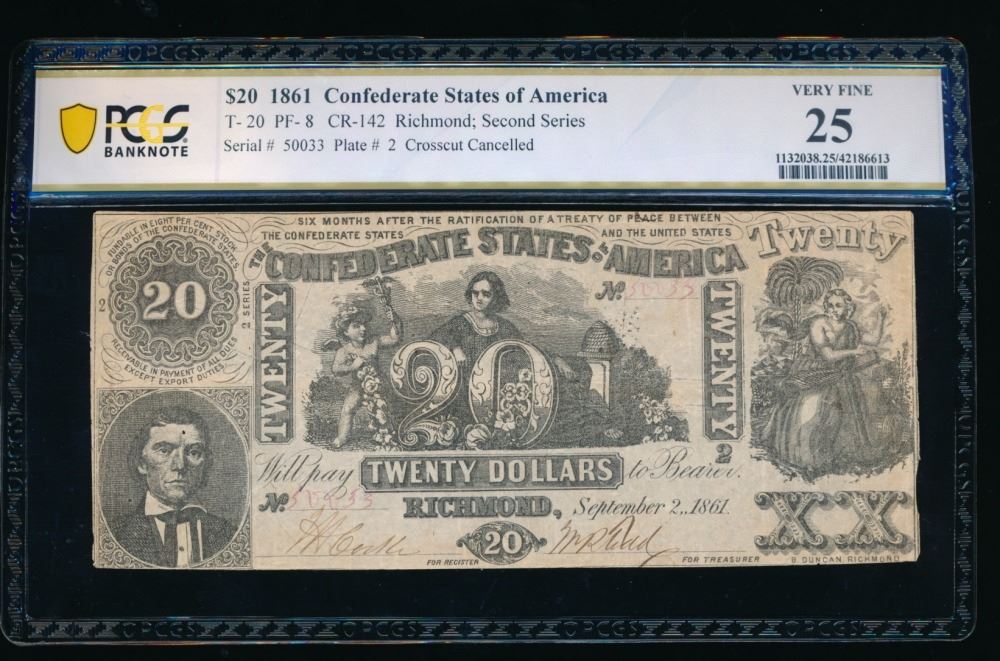 PCGS
BANKNOTE
$20 1861 Confederate States of America
T- 20 PF- 8 CR-142 Richmond; Second Series
Serial # 50033 Plate # 2 Crosscut Cancelled
VERY FINE
25
1132038.25/42186613
FUNDABLE IN EIGHT PER CENT STOCK
OR BONDS OF THE CONFEDERATE STATES
20
RECEIVABLE IN PAYMENT OF ALL DUES
EXCEPT EXPORT DUTIES
2
2 SERIES
SIX MONTHS AFTER THE RATIFICATION OF A TREATY OF PEACE BETWEEN
THE CONFEDERATE STATES AND THE UNITED STATES
THE CONFEDERATE STATES OF AMERICA
Twenty
TWENTY
No. 50033
TWENTY
20
2
Will pay TWENTY DOLLARS to Bearer.
No. 50033
RICHMOND, September 2, 1861.
20
XX
FOR REGISTER
FOR TREASURER
B. DUNCAN, RICHMOND